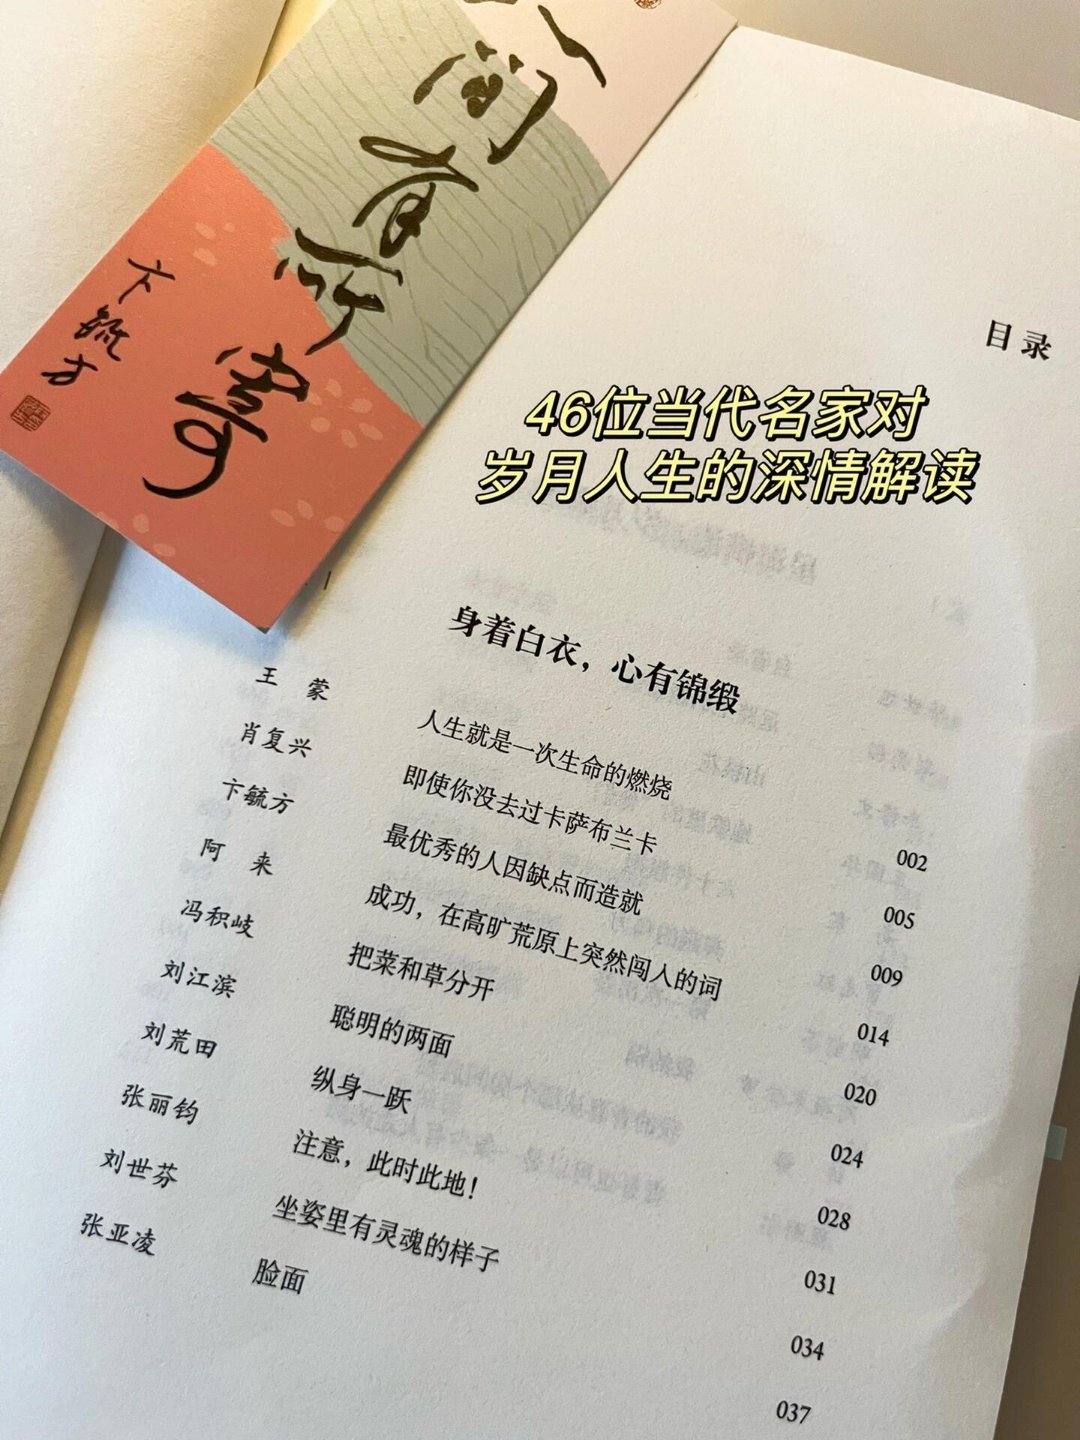 人间有所寄
卞毓方
目录
46位当代名家对
岁月人生的深情解读
身着白衣，心有锦缎
王蒙 人生就是一次生命的燃烧 002
肖复兴 即使你没去过卡萨布兰卡 005
卞毓方 最优秀的人因缺点而造就 009
阿来 成功，在高旷荒原上突然闯入的词 014
冯积岐 把菜和草分开 020
刘江滨 聪明的两面 024
刘荒田 纵身一跃 028
张丽钧 注意，此时此地！ 031
刘世芬 坐姿里有灵魂的样子 034
张亚凌 脸面 037